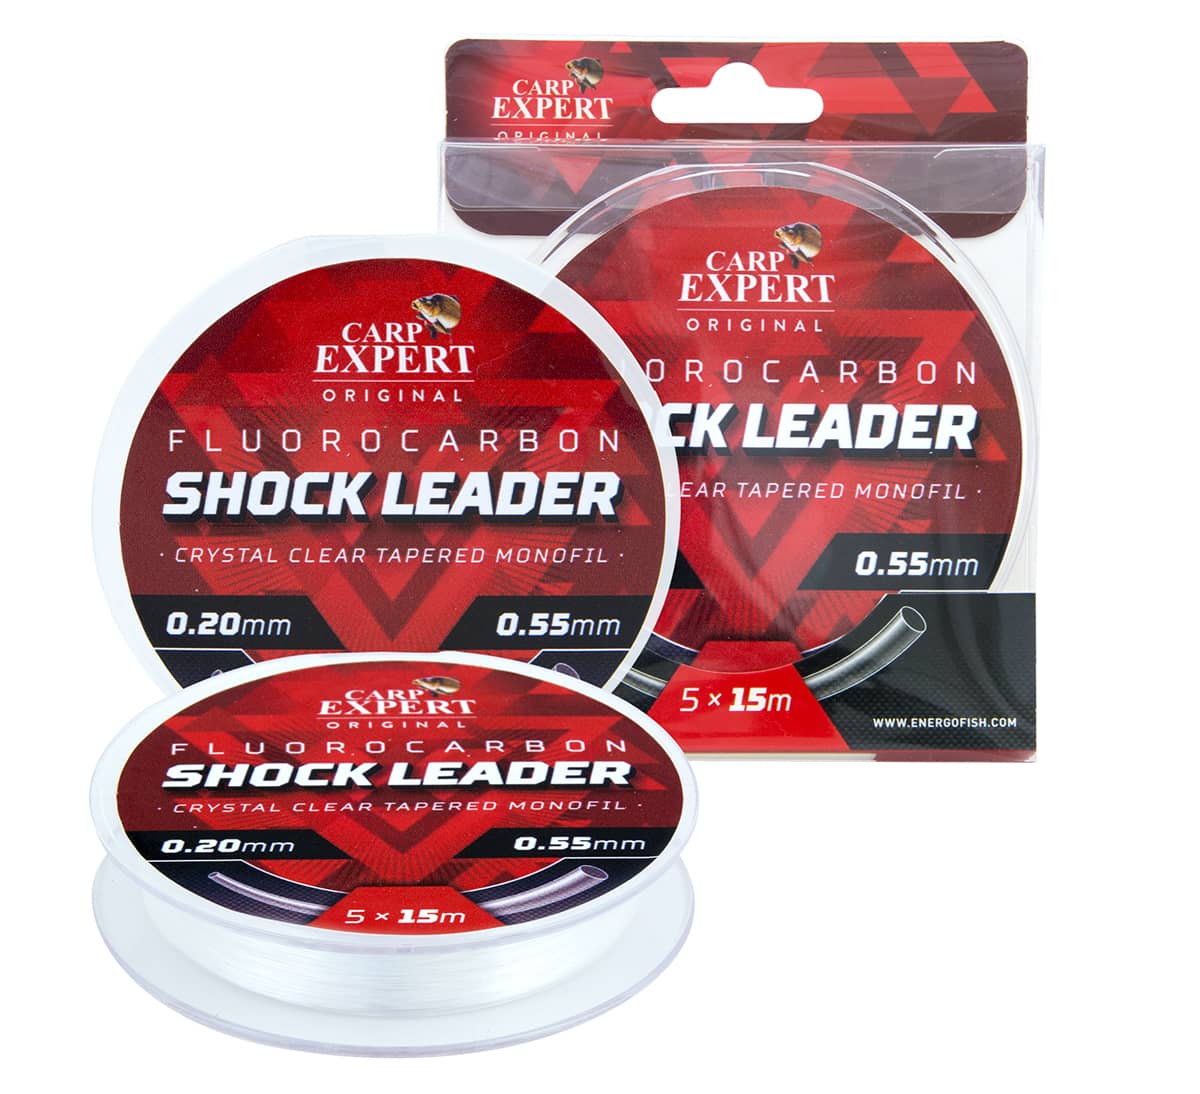 CARP
EXPERT
ORIGINAL
CARP
EXPERT
ORIGINAL
OROCARBON
CK LEADER
LEAR TAPERED MONOFIL ·
0.55mm
5 × 15m
WWW.ENERGOFISH.COM
CARP
EXPERT
ORIGINAL
FLUOROCARBON
SHOCK LEADER
· CRYSTAL CLEAR TAPERED MONOFIL ·
0.20mm 0.55mm
CARP
EXPERT
ORIGINAL
FLUOROCARBON
SHOCK LEADER
· CRYSTAL CLEAR TAPERED MONOFIL ·
0.20mm 0.55mm
5 × 15m